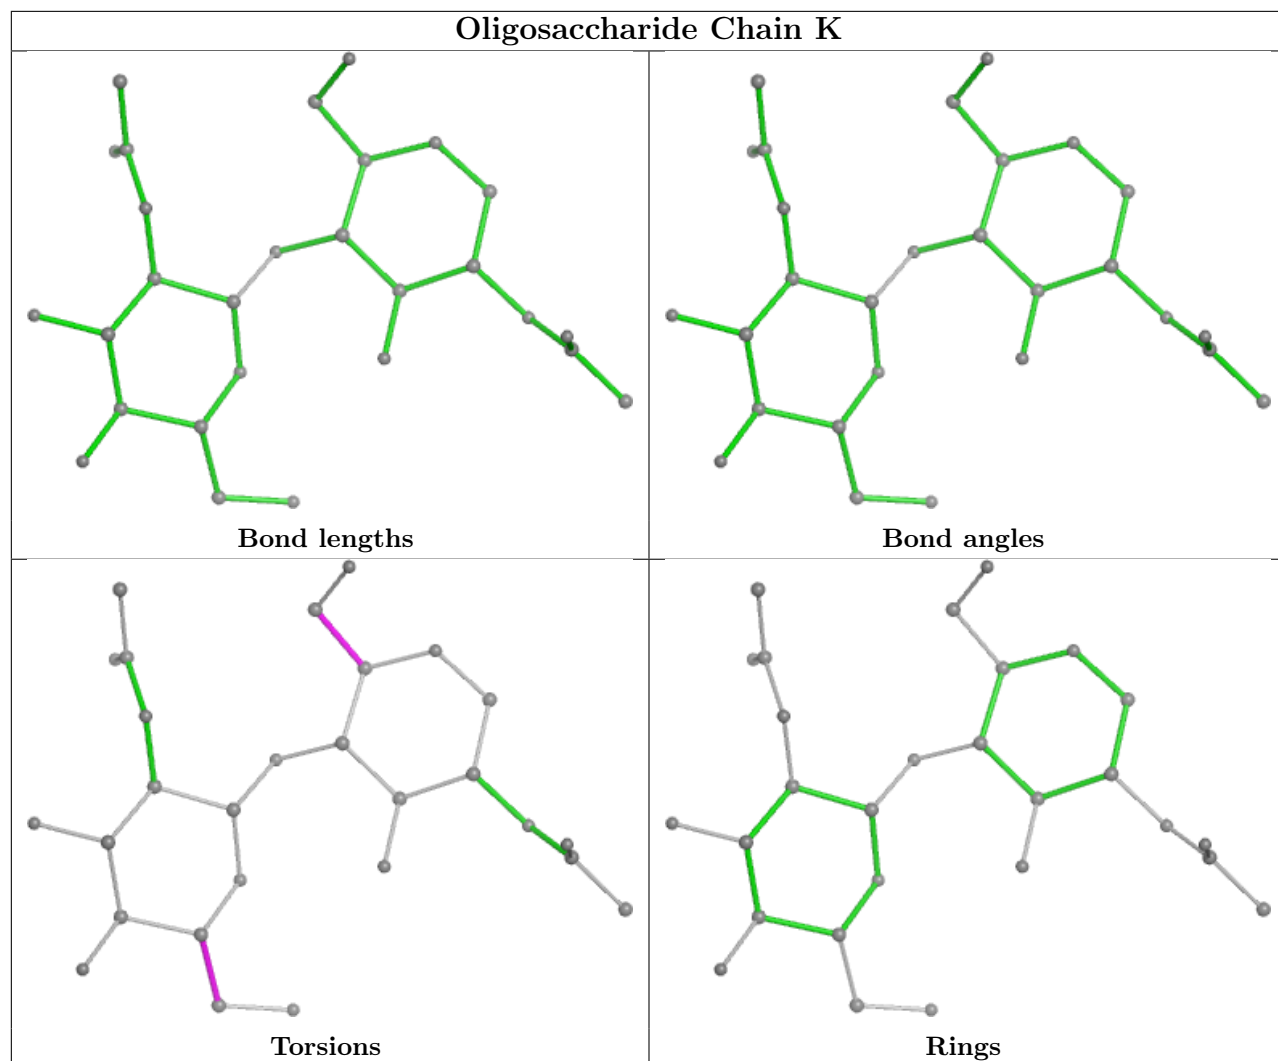 Oligosaccharide Chain K
Bond lengths
Bond angles
Torsions
Rings